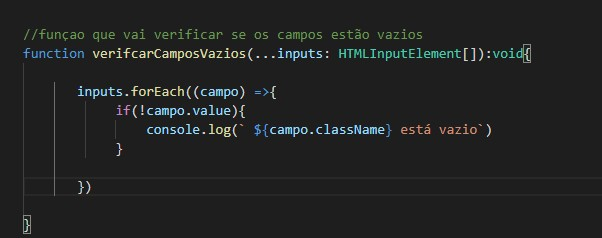 //funçao que vai verificar se os campos estão vazios
function verifcarCamposVazios(...inputs: HTMLInputElement[]):void{
inputs.forEach((campo) =>{
if(!campo.value){
console.log(` ${campo.className} está vazio`)
}
})
}